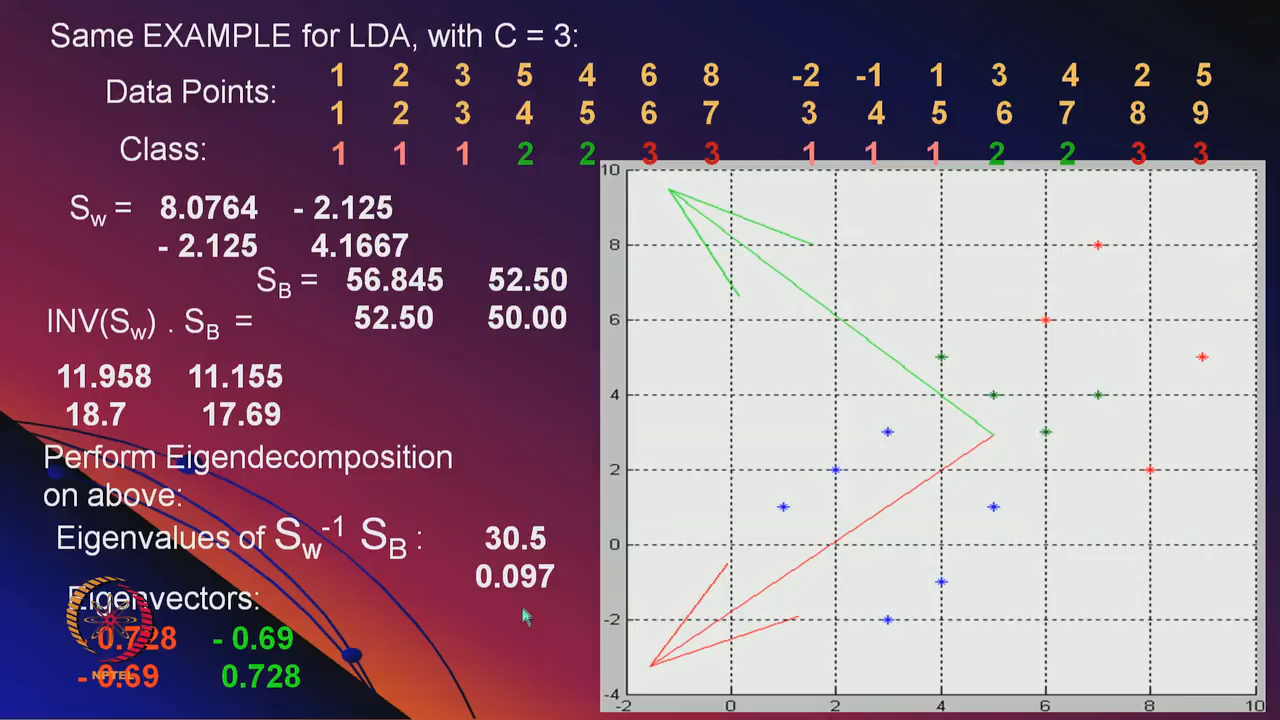 Same EXAMPLE for LDA, with C = 3:
Data Points: 1 2 3 5 4 6 8 -2 -1 1 3 4 2 5
1 2 3 4 5 6 7 3 4 5 6 7 8 9
Class: 1 1 1 2 2 3 3 1 1 1 2 2 3 3
Sw = 8.0764 - 2.125
- 2.125 4.1667
SB = 56.845 52.50
52.50 50.00
INV(Sw) . SB =
11.958 11.155
18.7 17.69
Perform Eigendecomposition
on above:
Eigenvalues of Sw-1 SB : 30.5
0.097
Eigenvectors:
0.728 - 0.69
- 0.69 0.728
NPTEL
10
8
6
4
2
0
-2
-4
-2 0 2 4 6 8 10